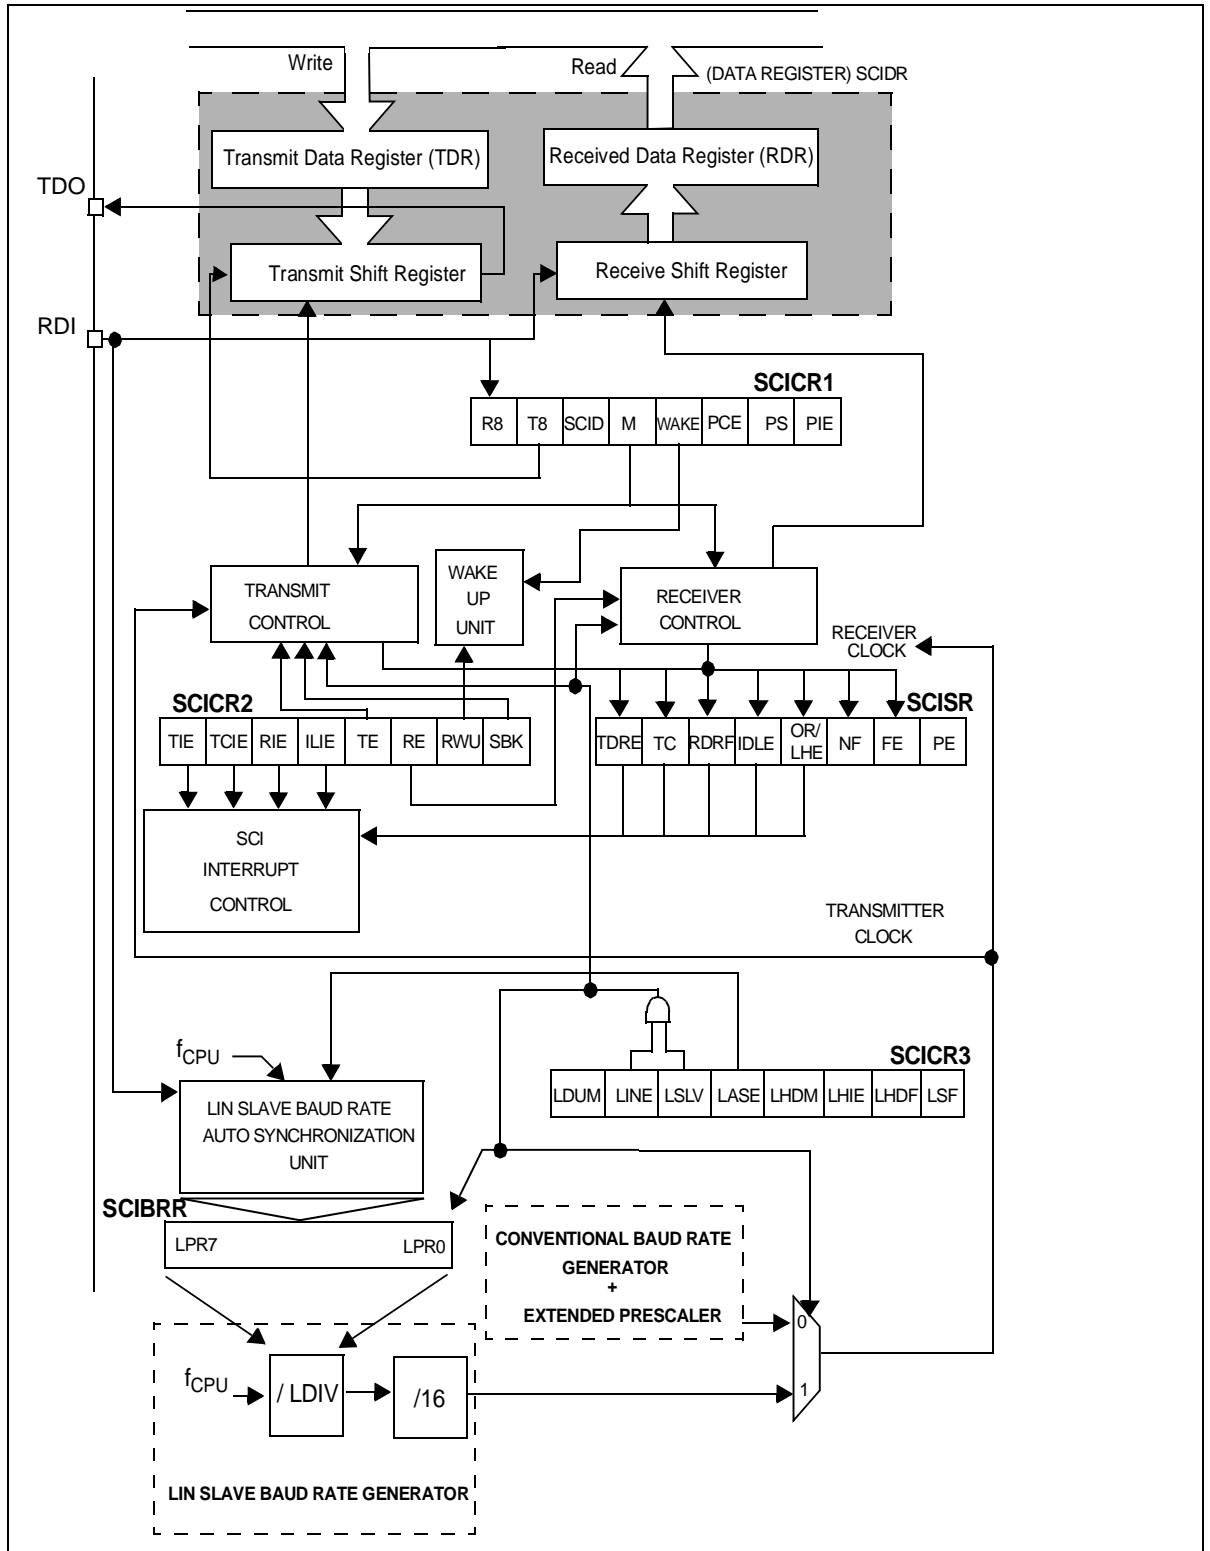 Write
Read
(DATA REGISTER) SCIDR
Transmit Data Register (TDR)
Received Data Register (RDR)
TDO
Transmit Shift Register
Receive Shift Register
RDI
SCICR1
R8 T8 SCID M WAKE PCE PS PIE
TRANSMIT
CONTROL
WAKE
UP
UNIT
RECEIVER
CONTROL
RECEIVER
CLOCK
SCICR2
TIE TCIE RIE ILIE TE RE RWU SBK
SCISR
TDRE TC RDRF IDLE OR/
LHE NF FE PE
SCI
INTERRUPT
CONTROL
TRANSMITTER
CLOCK
fCPU
SCICR3
LDUM LINE LSLV LASE LHDM LHIE LHDF LSF
LIN SLAVE BAUD RATE
AUTO SYNCHRONIZATION
UNIT
SCIBRR
LPR7 LPR0
CONVENTIONAL BAUD RATE
GENERATOR
+
EXTENDED PRESCALER
0
fCPU
/ LDIV
/16
1
LIN SLAVE BAUD RATE GENERATOR